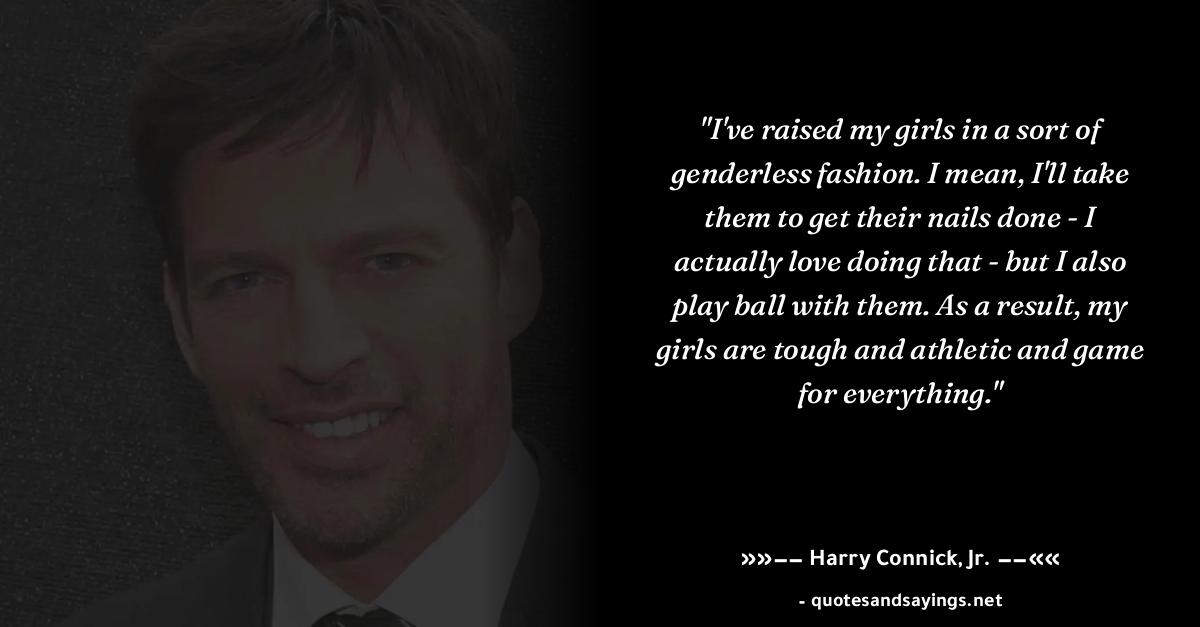 "I've raised my girls in a sort of
genderless fashion. I mean, I'll take
them to get their nails done - I
actually love doing that - but I also
play ball with them. As a result, my
girls are tough and athletic and game
for everything."
»»–– Harry Connick, Jr. ––««
- quotesandsayings.net